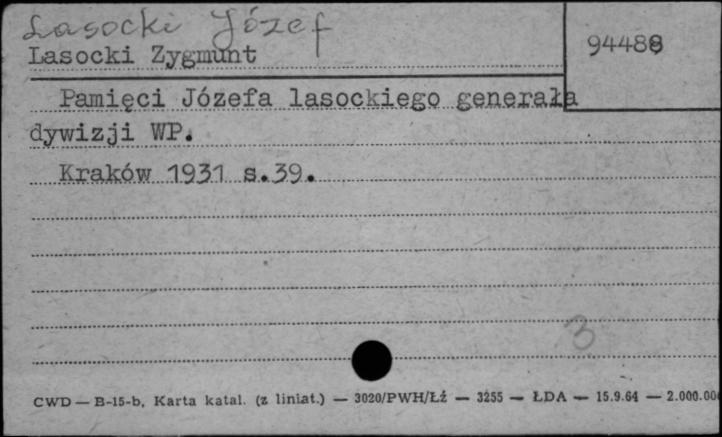 Lasocki Józef
94488
Lasocki Zygmunt
Pamięci Józefa lasockiego generała
dywizji WP.
Kraków 1931 s.39.
3
CWD — B-15-b, Karta katal. (z liniat.) — 3020/PWH/Łź — 3255 — ŁDA — 15.9.64 — 2.000.00